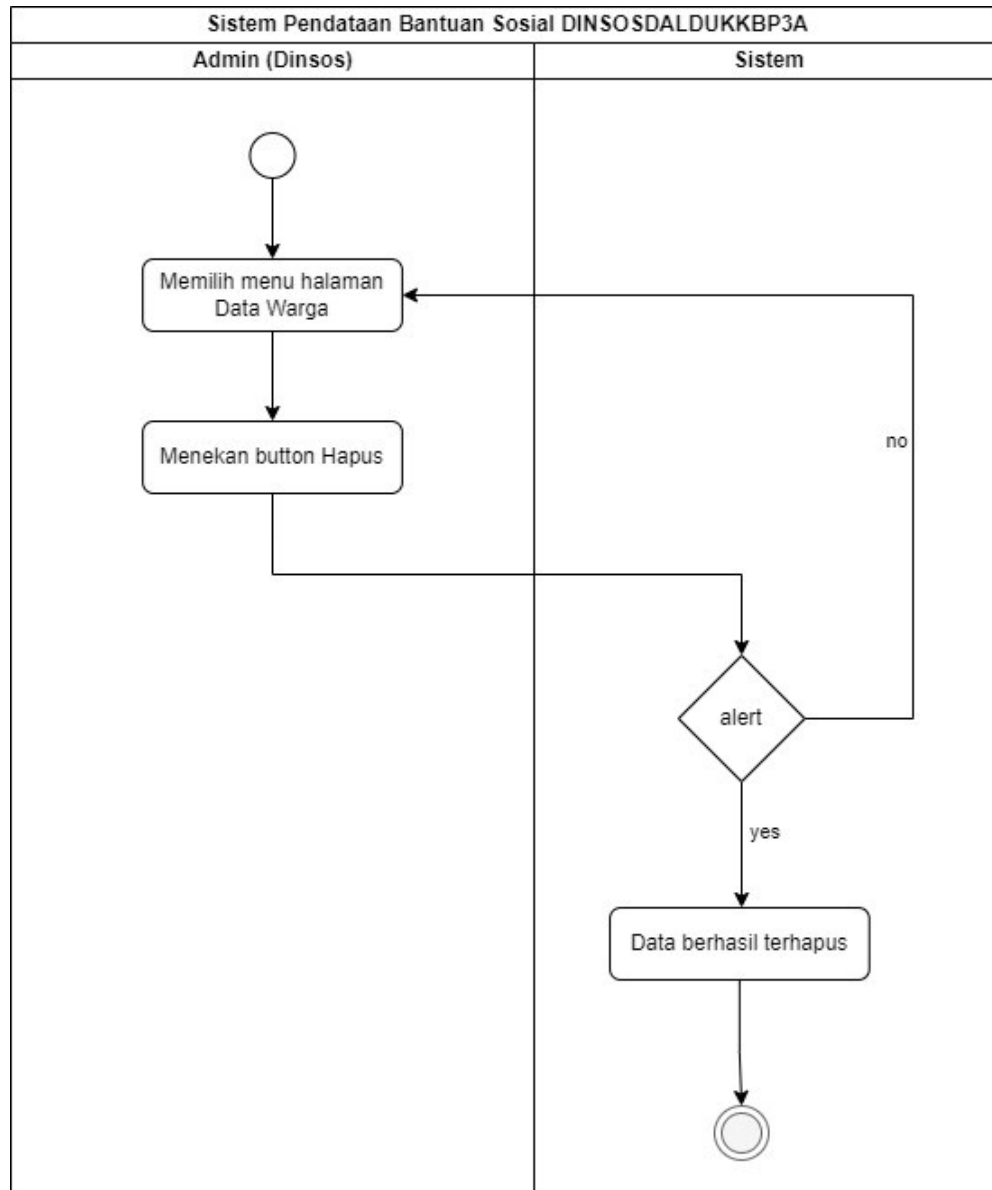 Sistem Pendataan Bantuan Sosial DINSOSDALDUKKBP3A
Admin (Dinsos)
Sistem
Memilih menu halaman
Data Warga
Menekan button Hapus
no
alert
yes
Data berhasil terhapus